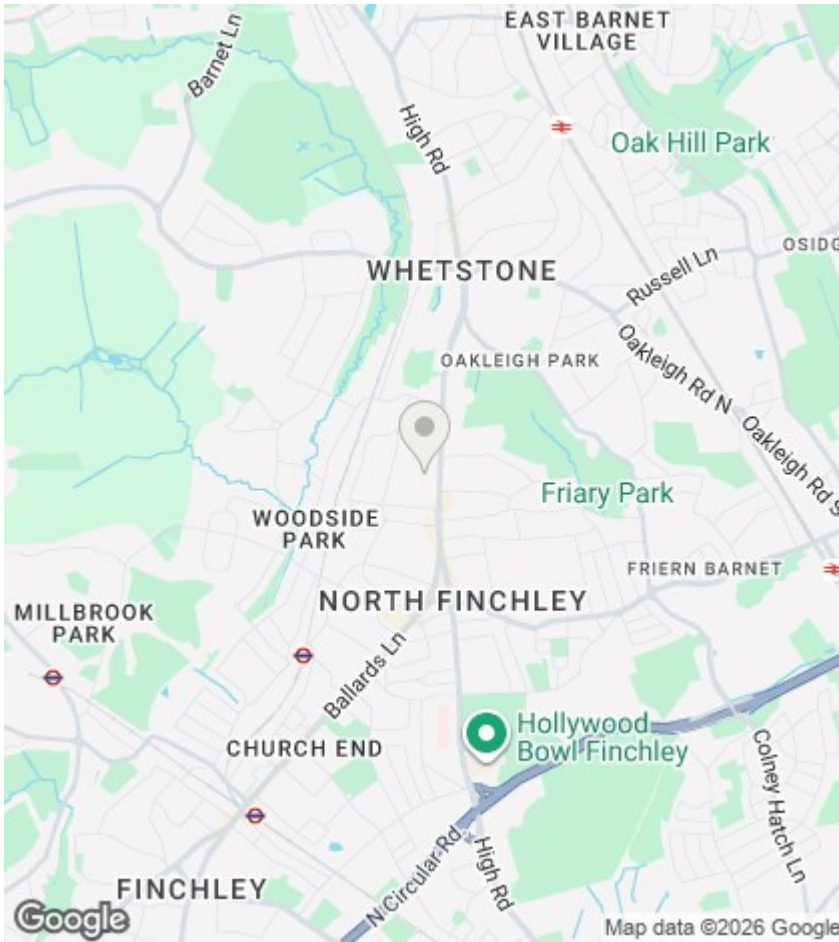 EAST BARNET
VILLAGE
Barnet Ln
High Rd
Oak Hill Park
OSIDG
WHETSTONE
Russell Ln
OAKLEIGH PARK
Oakleigh Rd N
Oakleigh Rd S
Friary Park
WOODSIDE
PARK
FRIERN BARNET
MILLBROOK
PARK
NORTH FINCHLEY
Ballards Ln
Hollywood
Bowl Finchley
CHURCH END
Colney Hatch Ln
N Circular Rd
High Rd
FINCHLEY
Google
Map data ©2026 Google